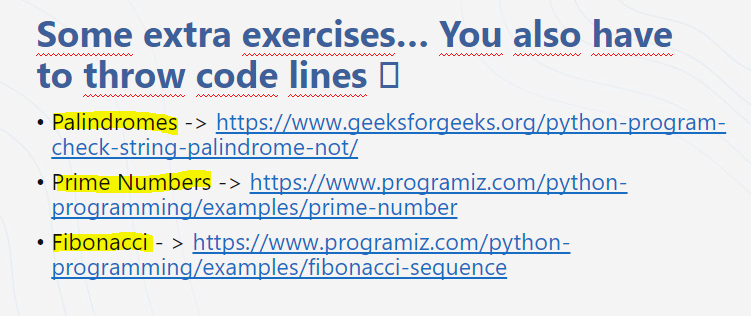 Some extra exercises... You also have
to throw code lines
• Palindromes -> https://www.geeksforgeeks.org/python-program-
check-string-palindrome-not/
• Prime Numbers -> https://www.programiz.com/python-
programming/examples/prime-number
• Fibonacci - > https://www.programiz.com/python-
programming/examples/fibonacci-sequence